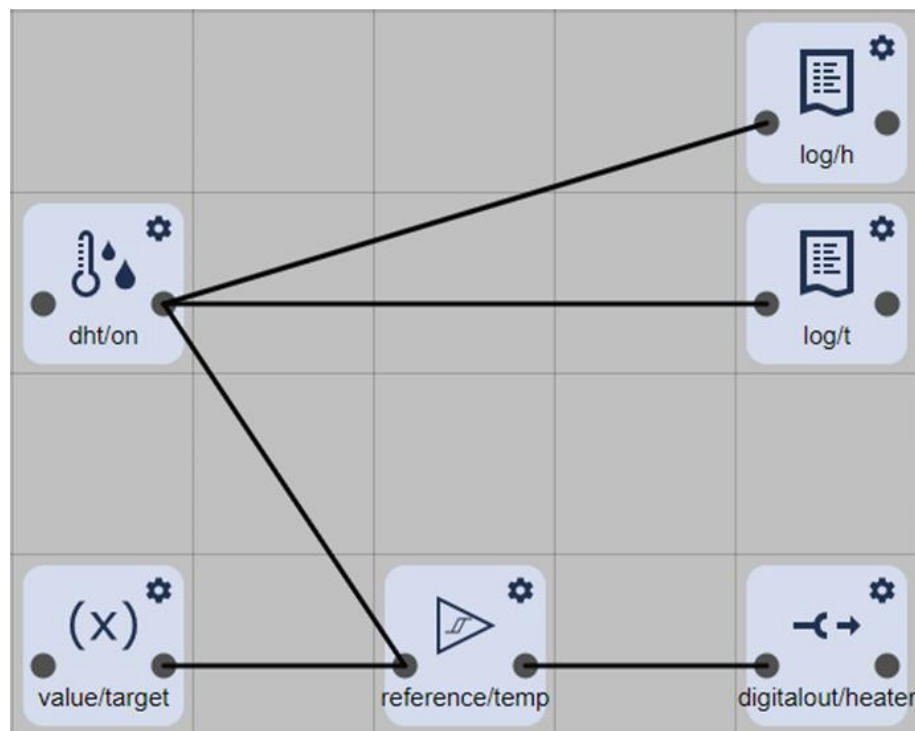 log/h
dht/on
log/t
(x)
value/target
reference/temp
digitalout/heater